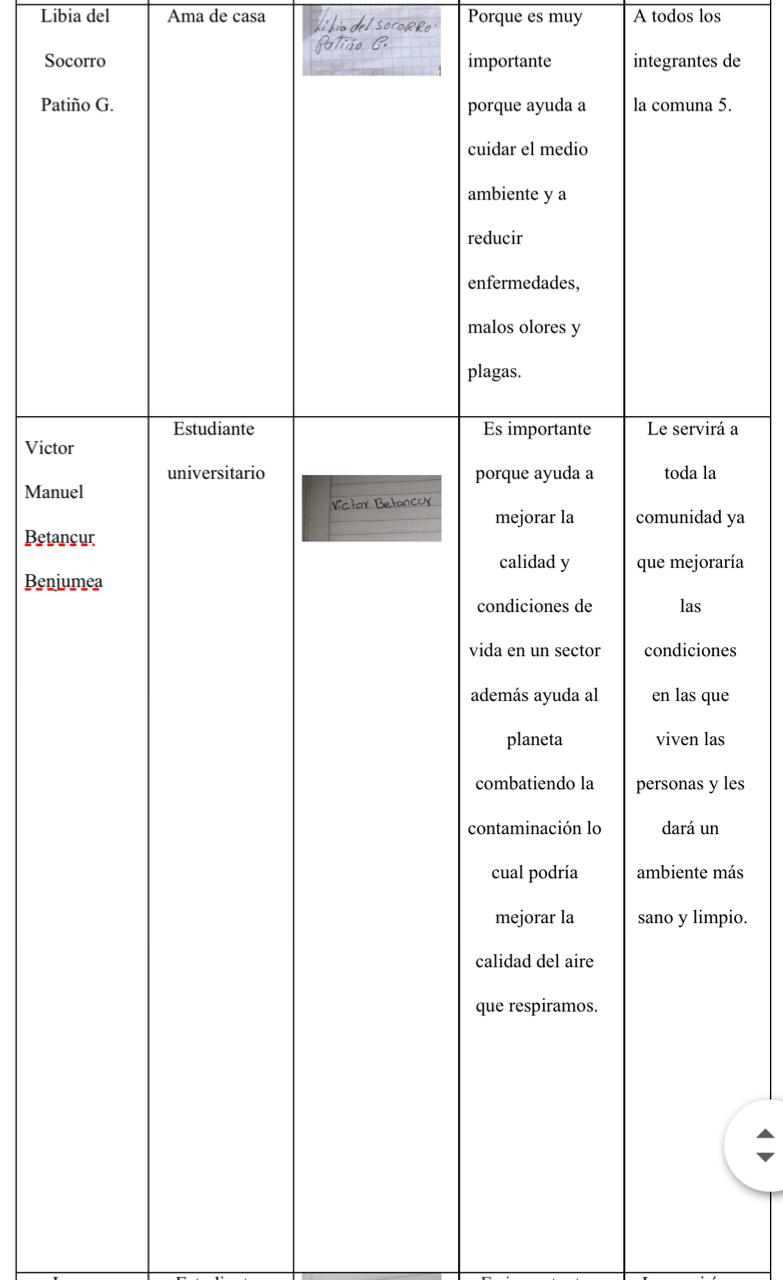 Libia del
Socorro
Patiño G.
Ama de casa
Libia del SOCORRO
Patiño G.
Porque es muy
importante
porque ayuda a
cuidar el medio
ambiente y a
reducir
enfermedades,
malos olores y
plagas.
A todos los
integrantes de
la comuna 5.
Victor
Manuel
Betancur
Benjumea
Estudiante
universitario
Victor Betancur
Es importante
porque ayuda a
mejorar la
calidad y
condiciones de
vida en un sector
además ayuda al
planeta
combatiendo la
contaminación lo
cual podría
mejorar la
calidad del aire
que respiramos.
Le servirá a
toda la
comunidad ya
que mejoraría
las
condiciones
en las que
viven las
personas y les
dará un
ambiente más
sano y limpio.